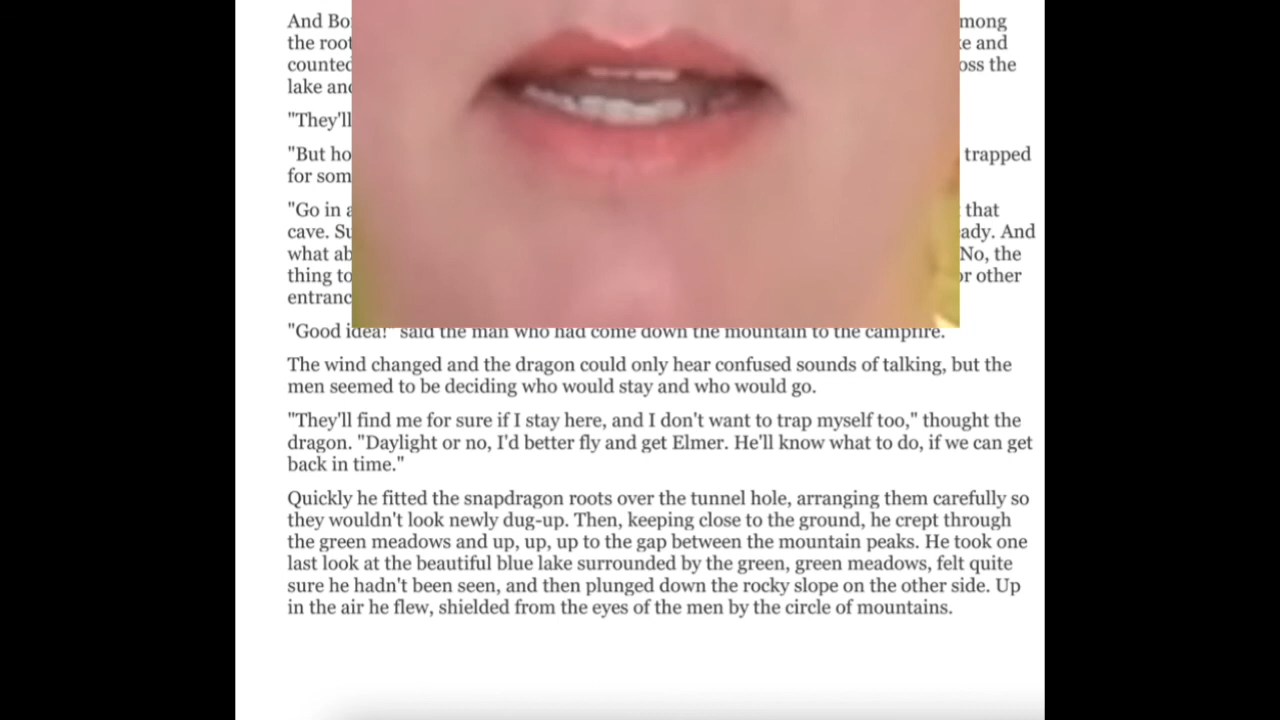 And Bo mong
the root e and
counted oss the
lake and
"They'll
"But ho trapped
for som
"Go in a that
cave. Su ady. And
what ab No, the
thing to or other
entranc
"Good idea!" said the man who had come down the mountain to the campfire.
The wind changed and the dragon could only hear confused sounds of talking, but the
men seemed to be deciding who would stay and who would go.
"They'll find me for sure if I stay here, and I don't want to trap myself too," thought the
dragon. "Daylight or no, I'd better fly and get Elmer. He'll know what to do, if we can get
back in time."
Quickly he fitted the snapdragon roots over the tunnel hole, arranging them carefully so
they wouldn't look newly dug-up. Then, keeping close to the ground, he crept through
the green meadows and up, up, up to the gap between the mountain peaks. He took one
last look at the beautiful blue lake surrounded by the green, green meadows, felt quite
sure he hadn't been seen, and then plunged down the rocky slope on the other side. Up
in the air he flew, shielded from the eyes of the men by the circle of mountains.